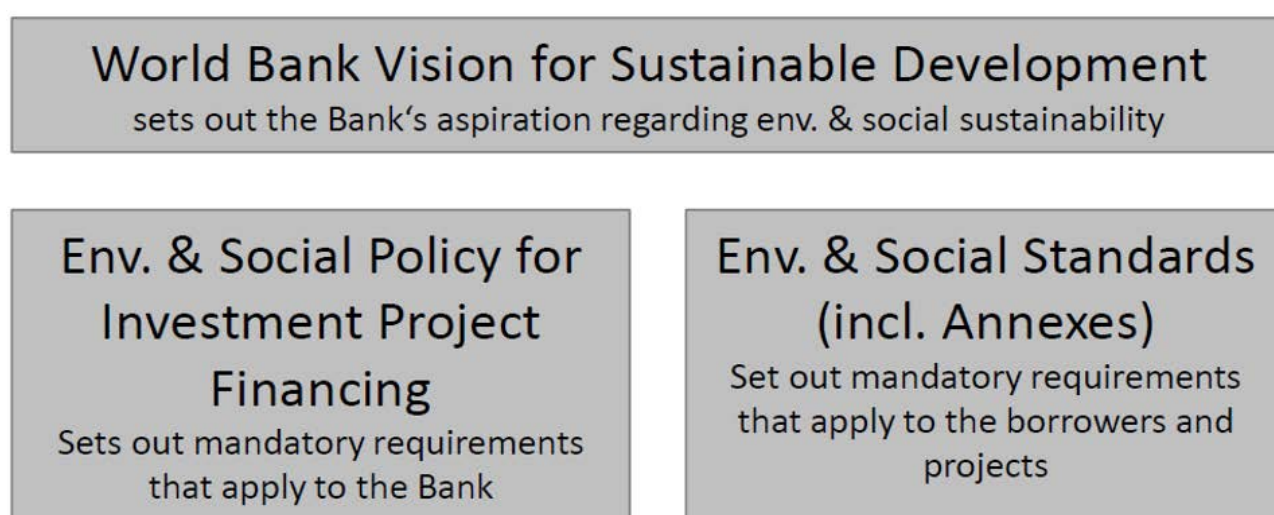 World Bank Vision for Sustainable Development
sets out the Bank‘s aspiration regarding env. & social sustainability
Env. & Social Policy for
Investment Project
Financing
Sets out mandatory requirements
that apply to the Bank
Env. & Social Standards
(incl. Annexes)
Set out mandatory requirements
that apply to the borrowers and
projects